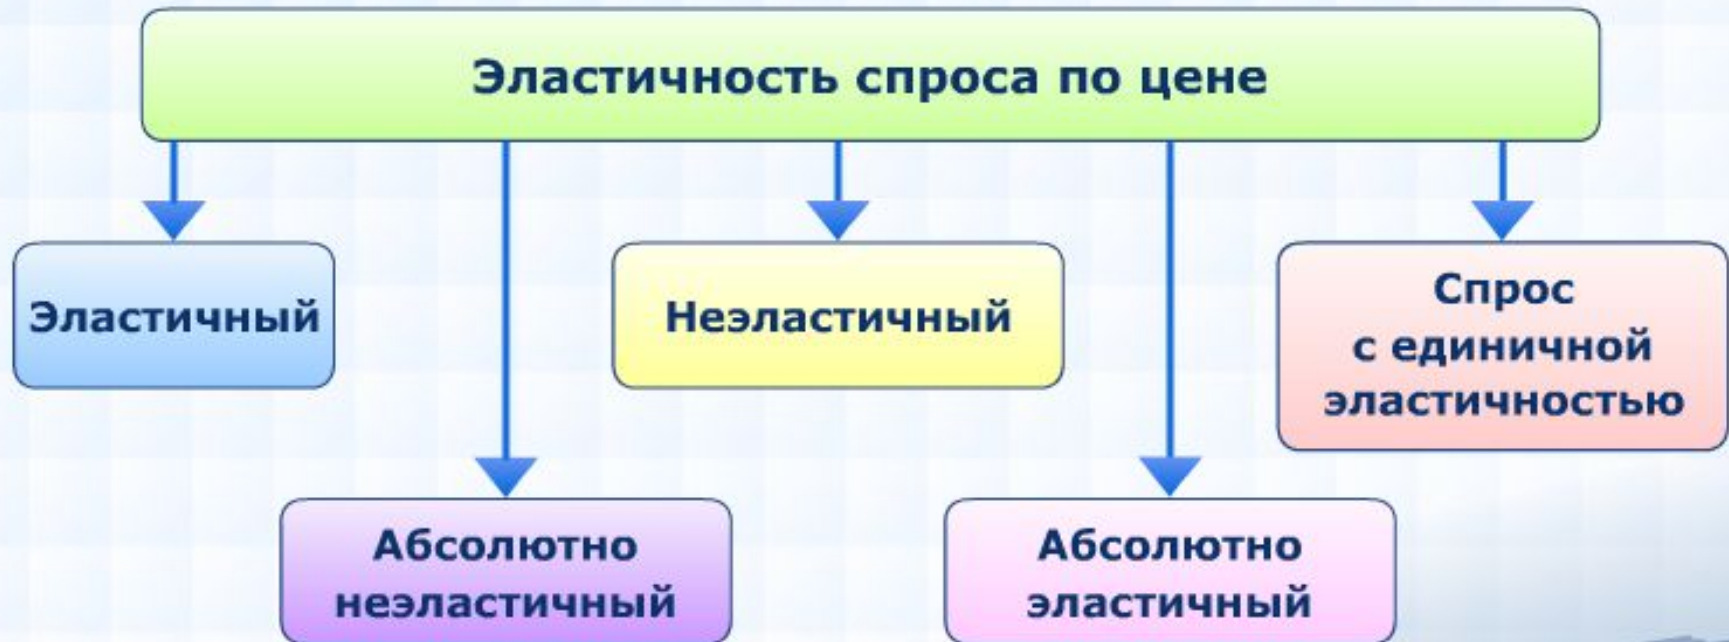 Эластичность спроса по цене
Эластичный
Неэластичный
Спрос
с единичной
эластичностью
Абсолютно
неэластичный
Абсолютно
эластичный